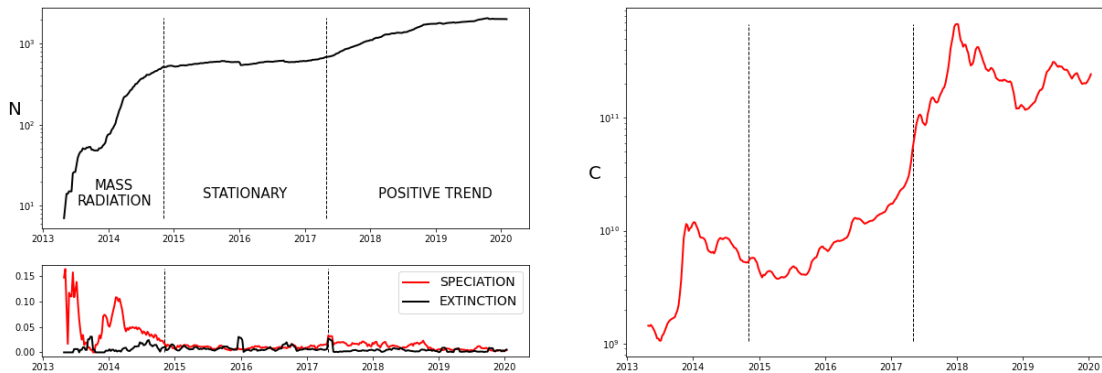 10³
10²
10¹
N
MASS
RADIATION
STATIONARY
POSITIVE TREND
2013 2014 2015 2016 2017 2018 2019 2020
0.15
0.10
0.05
0.00
SPECIATION
EXTINCTION
2013 2014 2015 2016 2017 2018 2019 2020
10¹¹
10¹⁰
10⁹
C
2013 2014 2015 2016 2017 2018 2019 2020